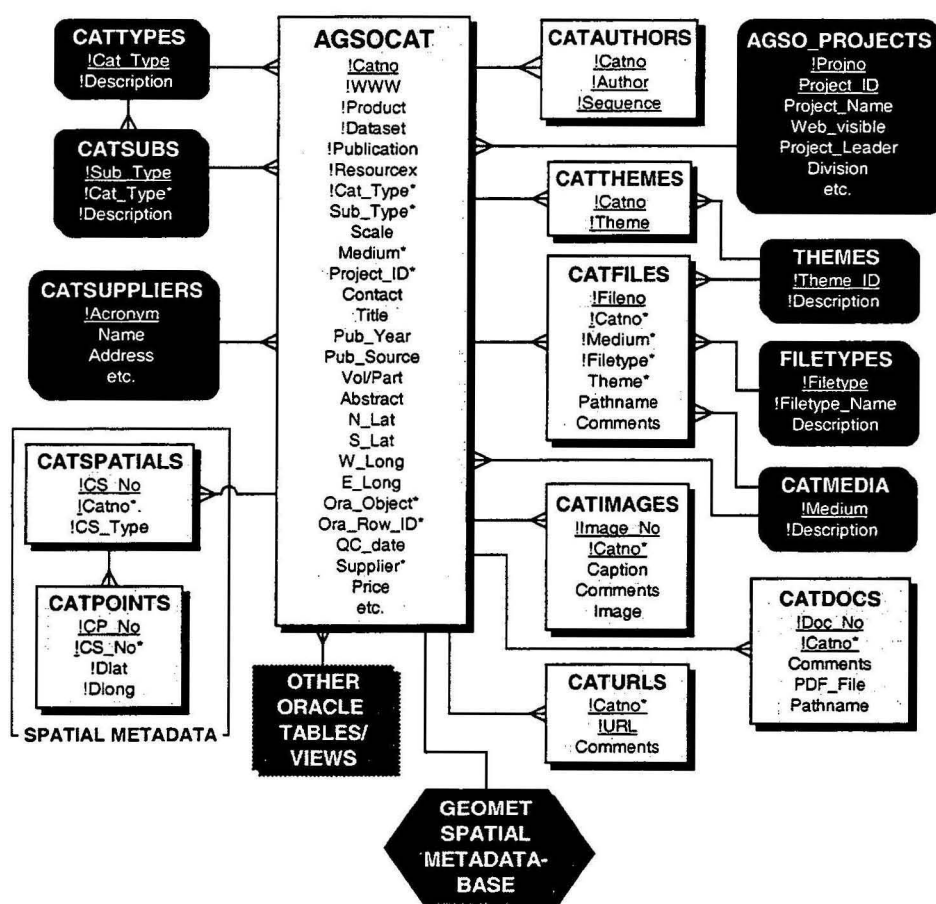 CATTYPES
!Cat_Type
!Description
CATSUBS
!Sub_Type
!Cat_Type*
!Description
CATSUPPLIERS
!Acronym
Name
Address
etc.
CATSPATIALS
!CS_No
!Catno*.
!CS_Type
CATPOINTS
!CP_No
!CS_No*
!Dlat
!Dlong
SPATIAL METADATA
AGSOCAT
!Catno
!WWW
!Product
!Dataset
!Publication
!Resourcex
!Cat_Type*
Sub_Type*
Scale
Medium*
Project_ID*
Contact
Title
Pub_Year
Pub_Source
Vol/Part
Abstract
N_Lat
S_Lat
W_Long
E_Long
Ora_Object*
Ora_Row_ID*
QC_date
Supplier*
Price
etc.
OTHER
ORACLE
TABLES/
VIEWS
GEOMET
SPATIAL
METADATA-
BASE
CATAUTHORS
!Catno
!Author
!Sequence
CATTHEMES
!Catno
!Theme
CATFILES
!Fileno
!Catno*
!Medium*
!Filetype*
Theme*
Pathname
Comments
CATIMAGES
!Image_No
!Catno*
Caption
Comments
Image
CATURLS
!Catno*
!URL
Comments
AGSO_PROJECTS
!Projno
Project_ID
Project_Name
Web_visible
Project_Leader
Division
etc.
THEMES
!Theme_ID
!Description
FILETYPES
!Filetype
!Filetype_Name
Description
CATMEDIA
!Medium
!Description
CATDOCS
!Doc_No
!Catno*
Comments
PDF_File
Pathname